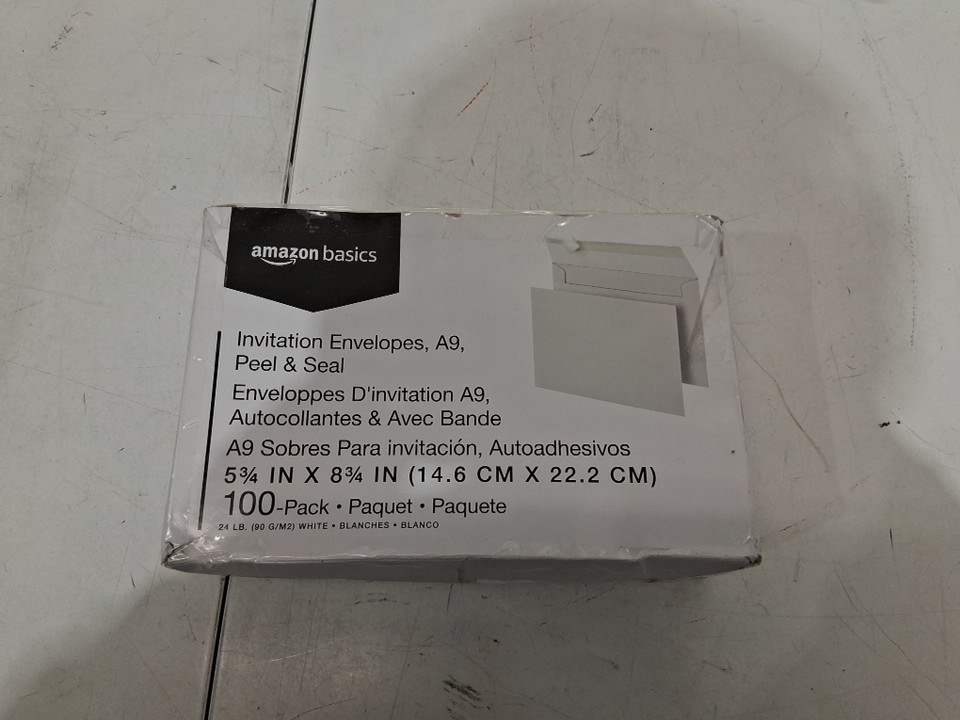 amazon basics
Invitation Envelopes, A9,
Peel & Seal
Enveloppes D'invitation A9,
Autocollantes & Avec Bande
A9 Sobres Para invitación, Autoadhesivos
5¾ IN X 8¾ IN (14.6 CM X 22.2 CM)
100-Pack • Paquet • Paquete
24 LB. (90 G/M2) WHITE • BLANCHES • BLANCO